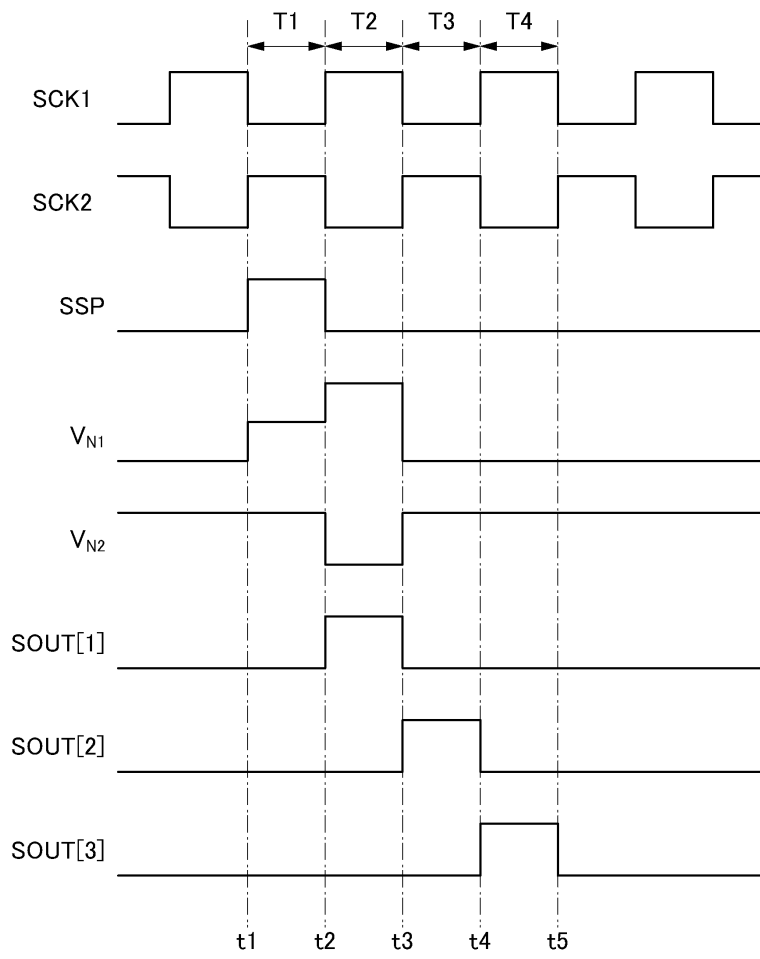 T1 T2 T3 T4
SCK1
SCK2
SSP
VN1
VN2
SOUT[1]
SOUT[2]
SOUT[3]
t1 t2 t3 t4 t5